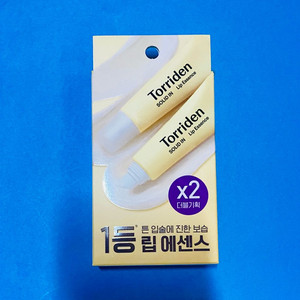 Torriden
SOLID IN Lip Essence
Torriden
SOLID IN Lip Essence
x2
더블기획
튼 입술에 진한 보습
1등 립 에센스